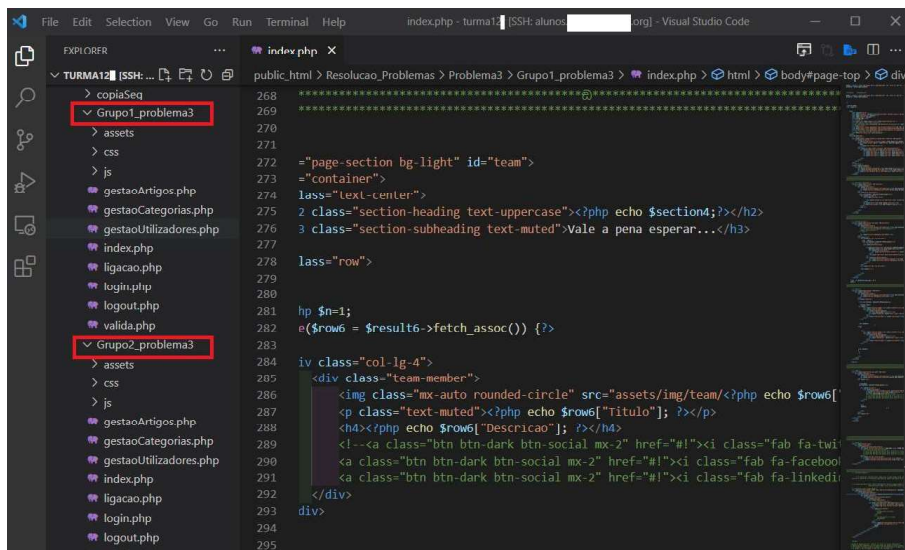 File Edit Selection View Go Run Terminal Help index.php - turma12 [SSH: alunos. .org] - Visual Studio Code
EXPLORER
TURMA12 [SSH: ...
copiaSeq
Grupo1_problema3
assets
css
js
gestaoArtigos.php
gestaoCategorias.php
gestaoUtilizadores.php
index.php
ligacao.php
login.php
logout.php
valida.php
Grupo2_problema3
assets
css
js
gestaoArtigos.php
gestaoCategorias.php
gestaoUtilizadores.php
index.php
ligacao.php
login.php
logout.php
index.php
public_html > Resolucao_Problemas > Problema3 > Grupo1_problema3 > index.php > html > body#page-top > div
268
269
270
271
272 ="page-section bg-light" id="team">
273 ="container">
274 lass="text-center">
275 2 class="section-heading text-uppercase"><?php echo $section4;?></h2>
276 3 class="section-subheading text-muted">Vale a pena esperar...</h3>
277
278 lass="row">
279
280
281 hp $n=1;
282 e($row6 = $result6->fetch_assoc()) {?>
283
284 iv class="col-lg-4">
285 <div class="team-member">
286 <img class="mx-auto rounded-circle" src="assets/img/team/<?php echo $row6['
287 <p class="text-muted"><?php echo $row6["Titulo"]; ?></p>
288 <h4><?php echo $row6["Descricao"]; ?></h4>
289 <!--<a class="btn btn-dark btn-social mx-2" href="#!"><i class="fab fa-twit
290 <a class="btn btn-dark btn-social mx-2" href="#!"><i class="fab fa-facebook
291 <a class="btn btn-dark btn-social mx-2" href="#!"><i class="fab fa-linkedin
292 </div>
293 div>
294
295